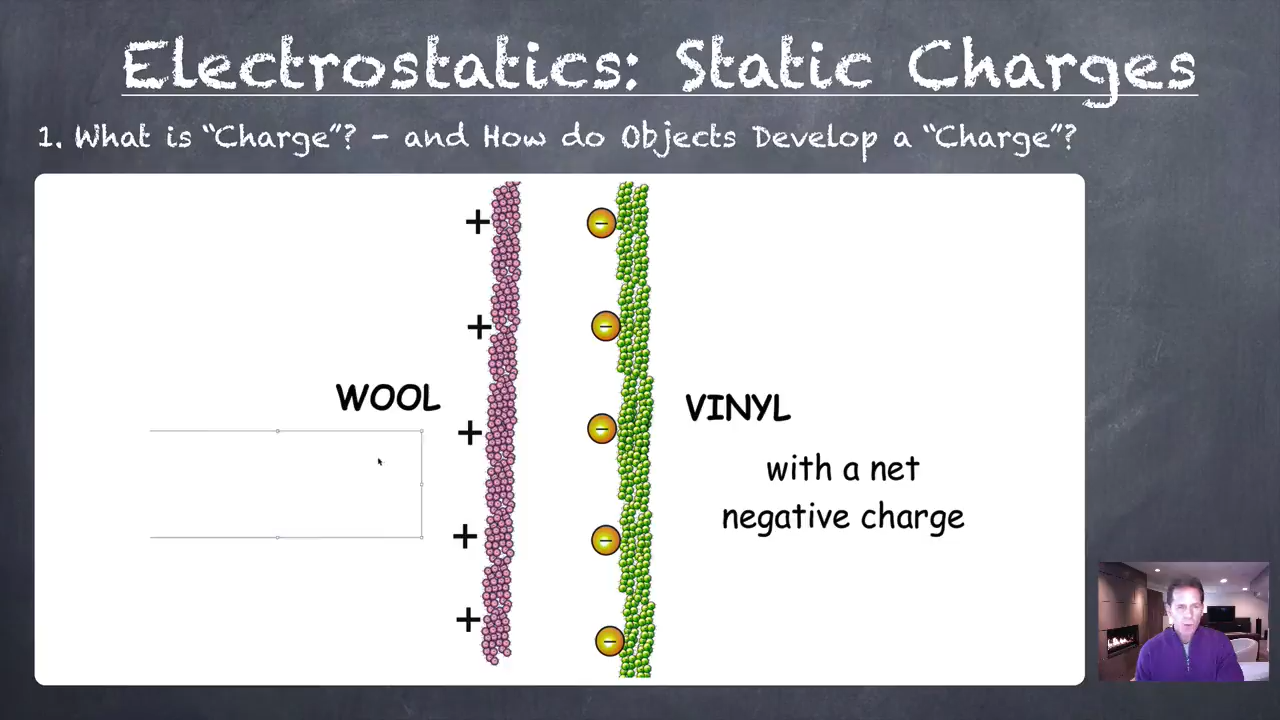 Electrostatics: Static Charges
1. What is “Charge”? - and How do Objects Develop a “Charge”?
+
+
WOOL
+
+
+
−
−
−
−
−
VINYL
with a net
negative charge